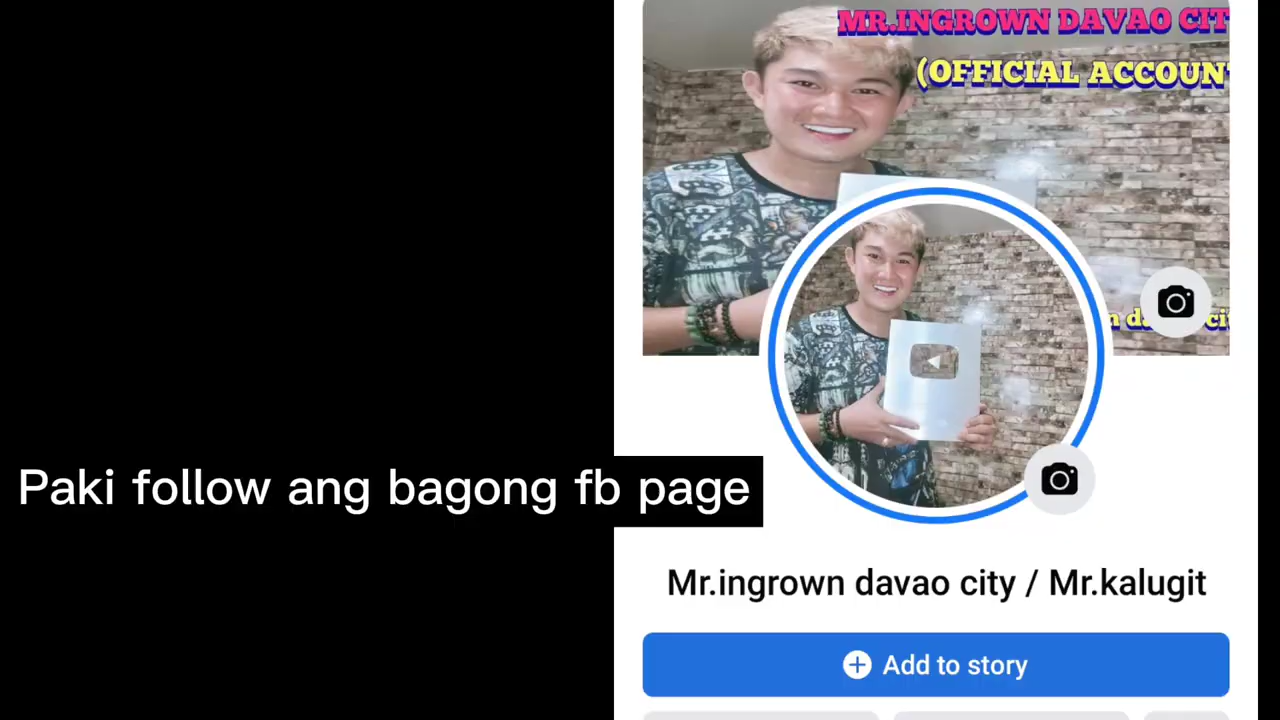 MR.INGROWN DAVAO CIT
(OFFICIAL ACCOUN
Paki follow ang bagong fb page
Mr.ingrown davao city / Mr.kalugit
Add to story